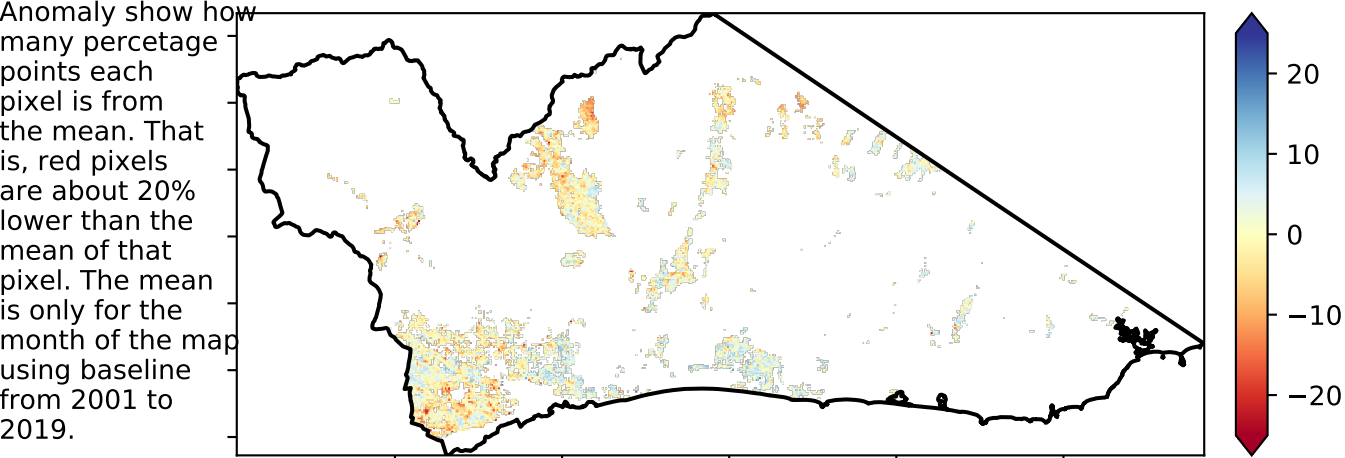 Anomaly show how
many percetage
points each
pixel is from
the mean. That
is, red pixels
are about 20%
lower than the
mean of that
pixel. The mean
is only for the
month of the map
using baseline
from 2001 to
2019.
20
10
0
−10
−20